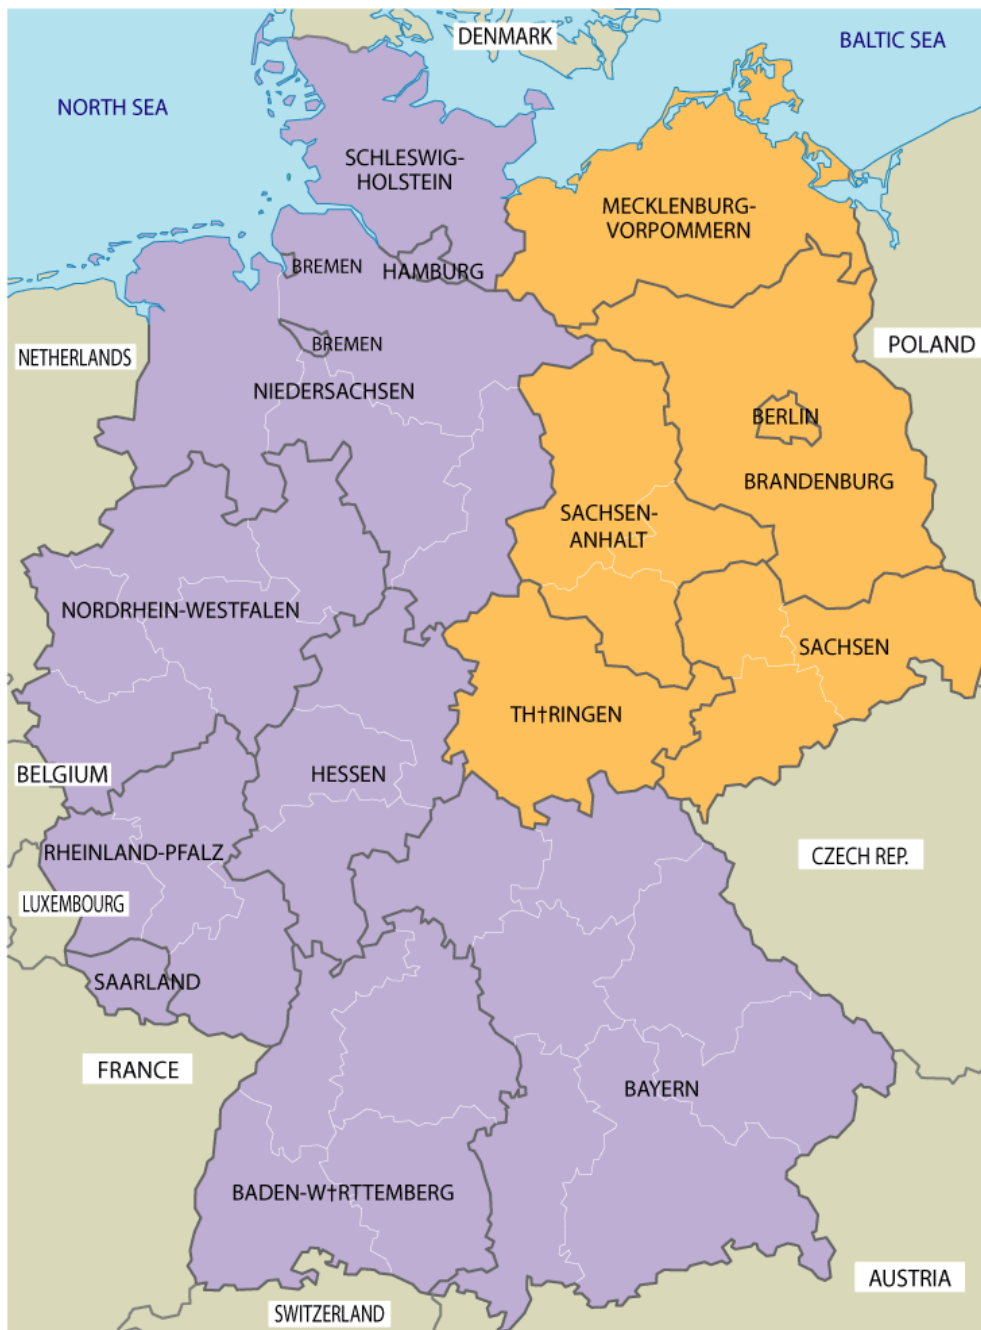 DENMARK
BALTIC SEA
NORTH SEA
SCHLESWIG-
HOLSTEIN
MECKLENBURG-
VORPOMMERN
BREMEN
HAMBURG
NETHERLANDS
BREMEN
POLAND
NIEDERSACHSEN
BERLIN
BRANDENBURG
SACHSEN-
ANHALT
NORDRHEIN-WESTFALEN
SACHSEN
TH†RINGEN
BELGIUM
HESSEN
RHEINLAND-PFALZ
CZECH REP.
LUXEMBOURG
SAARLAND
FRANCE
BAYERN
BADEN-W†RTTEMBERG
AUSTRIA
SWITZERLAND